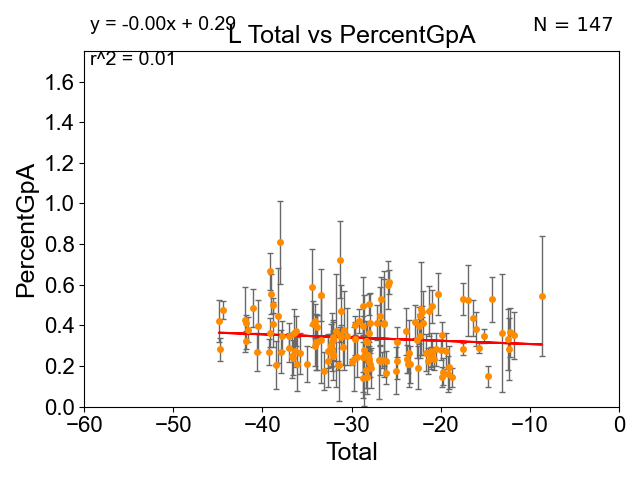 y = -0.00x + 0.29
N = 147
L Total vs PercentGpA
r^2 = 0.01
PercentGpA
1.6
1.4
1.2
1.0
0.8
0.6
0.4
0.2
0.0
−60 −50 −40 −30 −20 −10 0
Total